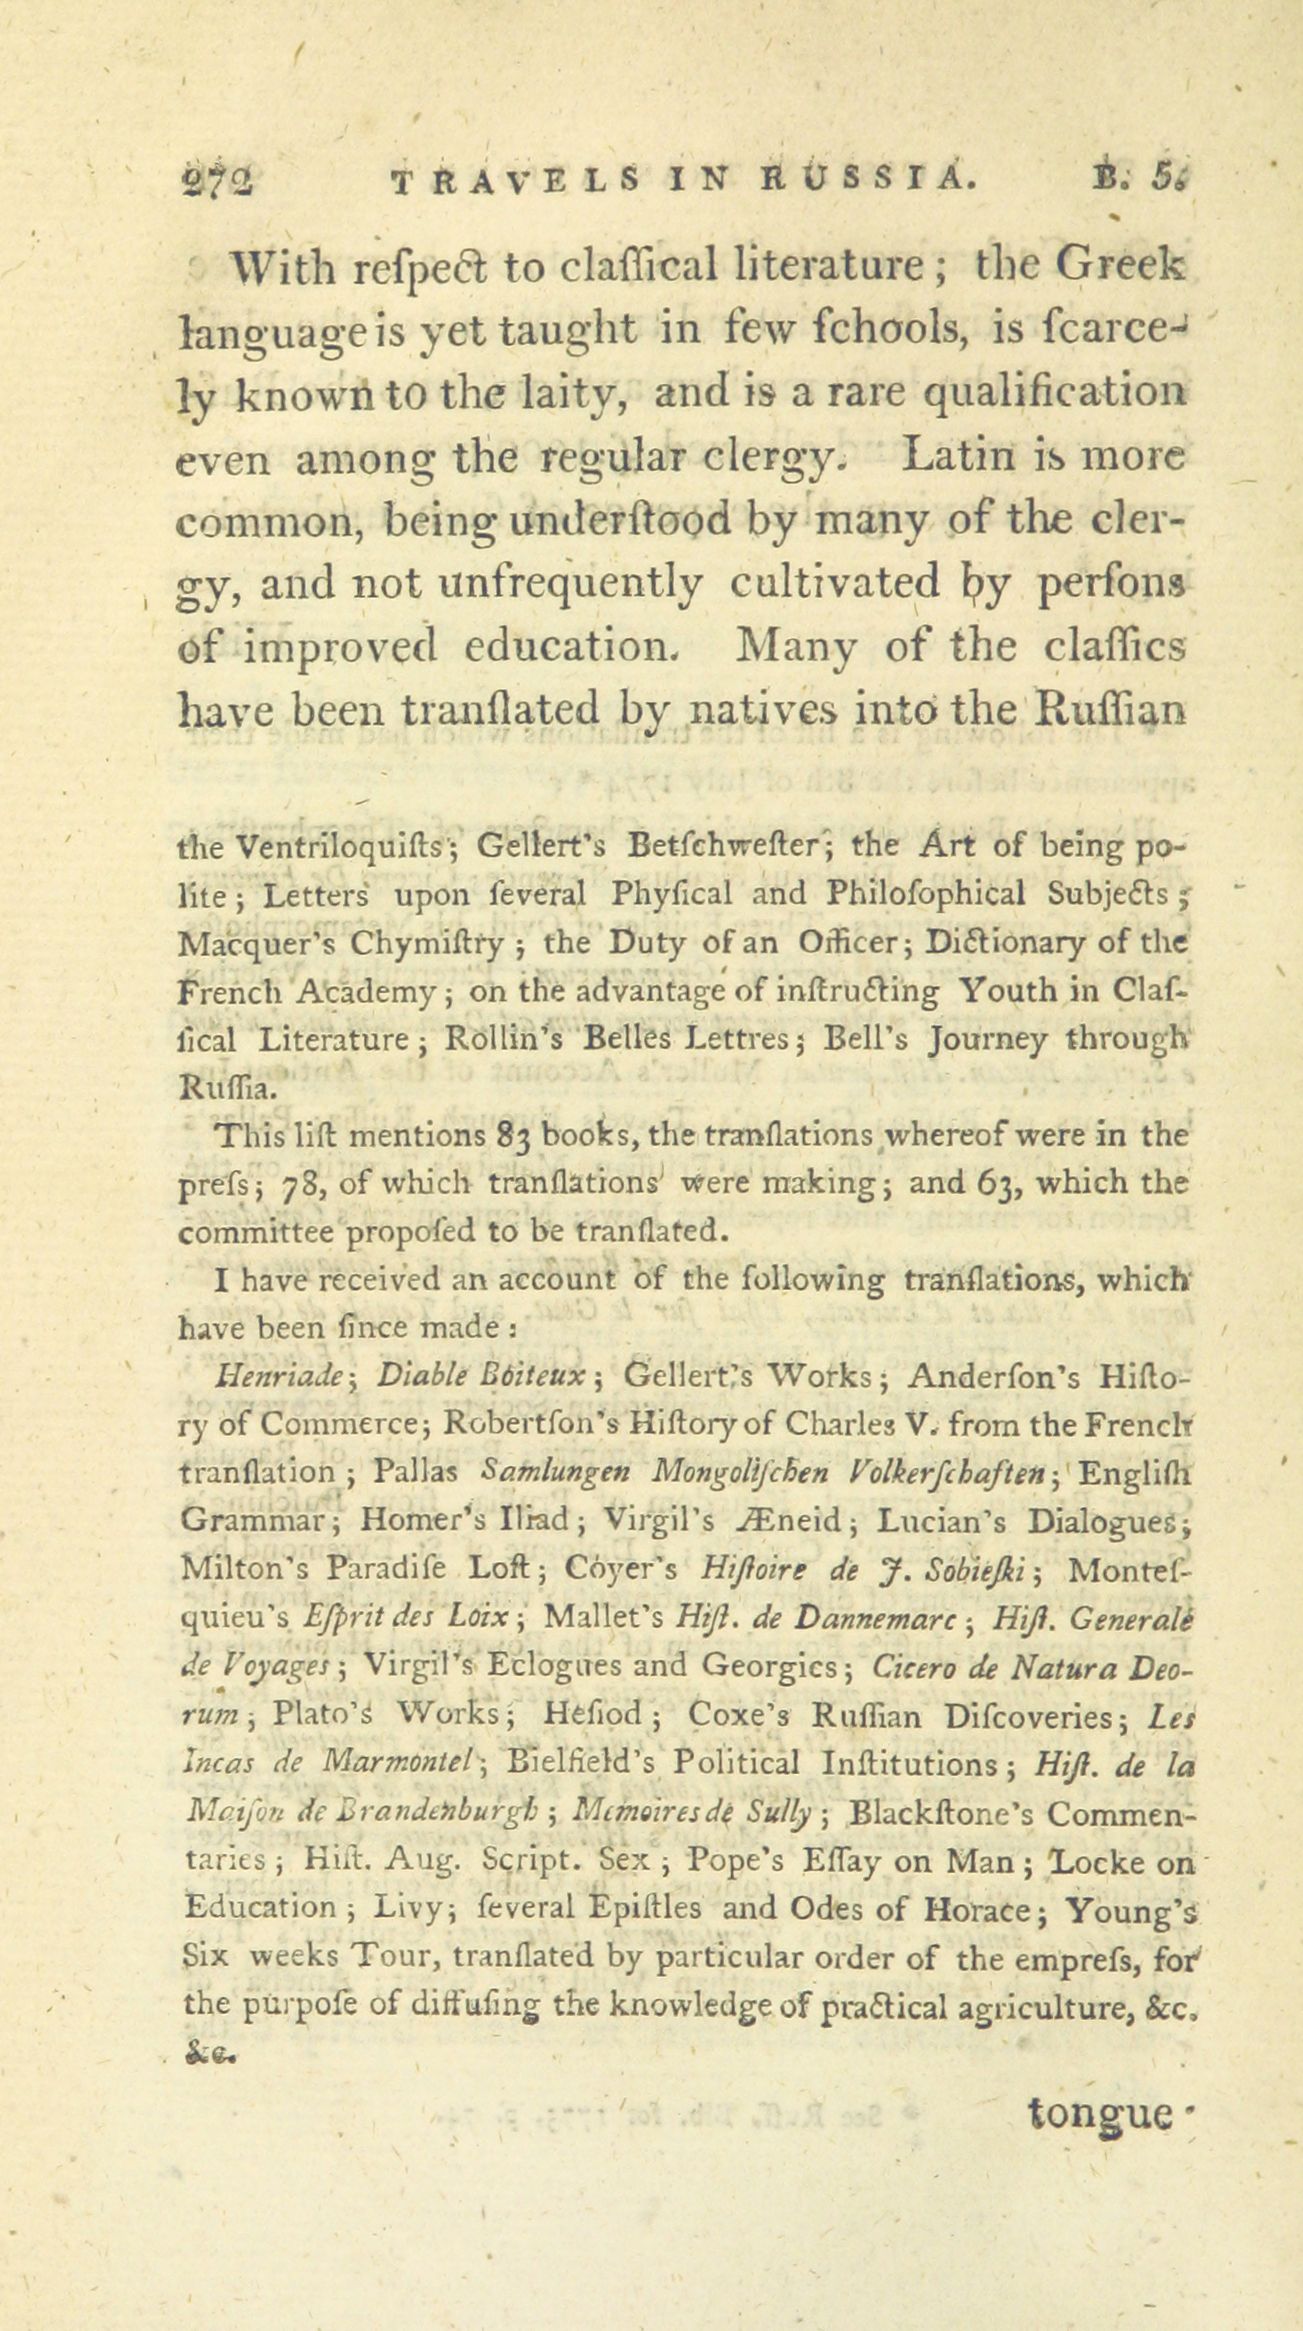 272 TRAVELS IN RUSSIA. B. 5.
With reſpect to claſſical literature; the Greek
language is yet taught in few ſchools, is ſcarce-
ly known to the laity, and is a rare qualification
even among the regular clergy. Latin is more
common, being underſtood by many of the cler-
gy, and not unfrequently cultivated by perſons
of improved education. Many of the claſſics
have been tranſlated by natives into the Ruſſian
the Ventriloquiſts; Gellert's Betſchweſter; the Art of being po-
lite; Letters upon ſeveral Phyſical and Philoſophical Subjects;
Macquer's Chymiſtry; the Duty of an Officer; Dictionary of the
French Academy; on the advantage of inſtructing Youth in Claſ-
ſical Literature; Rollin's Belles Lettres; Bell's Journey through
Ruſſia.
This liſt mentions 83 books, the tranſlations whereof were in the
preſs; 78, of which tranſlations were making; and 63, which the
committee propoſed to be tranſlated.
I have received an account of the following tranſlations, which
have been ſince made:
Henriade; Diable Boiteux; Gellert's Works; Anderſon's Hiſto-
ry of Commerce; Robertſon's Hiſtory of Charles V. from the French
tranſlation; Pallas Samlungen Mongoliſchen Volkerſchaften; Engliſh
Grammar; Homer's Iliad; Virgil's Æneid; Lucian's Dialogues;
Milton's Paradiſe Loſt; Coyer's Hiſtoire de J. Sobieſki; Monteſ-
quieu's Eſprit des Loix; Mallet's Hiſt. de Dannemarc; Hiſt. Generale
de Voyages; Virgil's Eclogues and Georgics; Cicero de Natura Deo-
rum; Plato's Works; Heſiod; Coxe's Ruſſian Diſcoveries; Les
Incas de Marmontel; Bielfield's Political Inſtitutions; Hiſt. de la
Maiſon de Brandenburgh; Memoires de Sully; Blackſtone's Commen-
taries; Hiſt. Aug. Script. Sex; Pope's Eſſay on Man; Locke on
Education; Livy; ſeveral Epiſtles and Odes of Horace; Young's
Six weeks Tour, tranſlated by particular order of the empreſs, for
the purpoſe of diffuſing the knowledge of practical agriculture, &c.
&c.
tongue